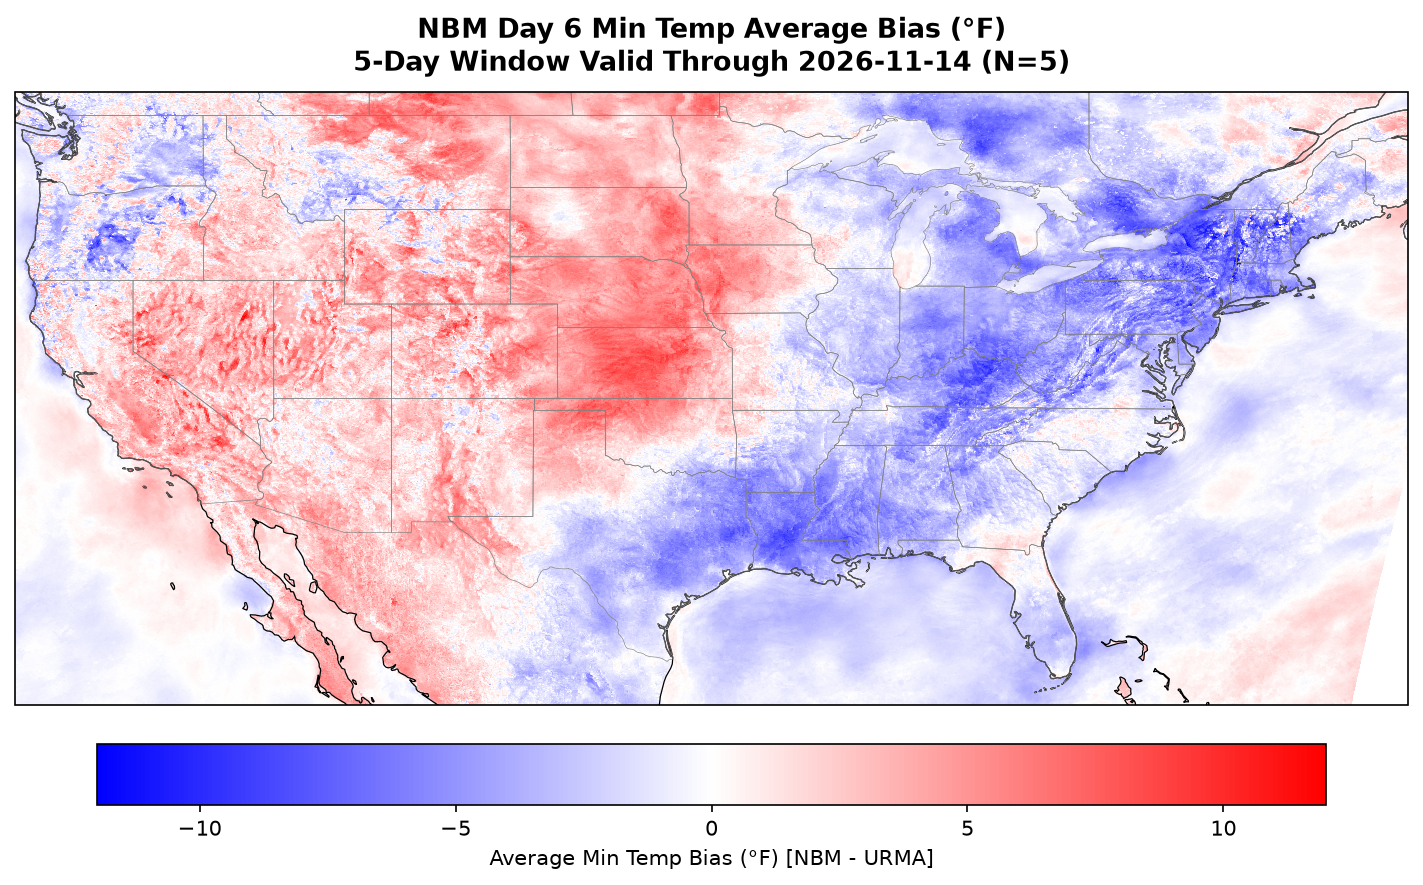 NBM Day 6 Min Temp Average Bias (°F)
5-Day Window Valid Through 2026-11-14 (N=5)
−10 −5 0 5 10
Average Min Temp Bias (°F) [NBM - URMA]